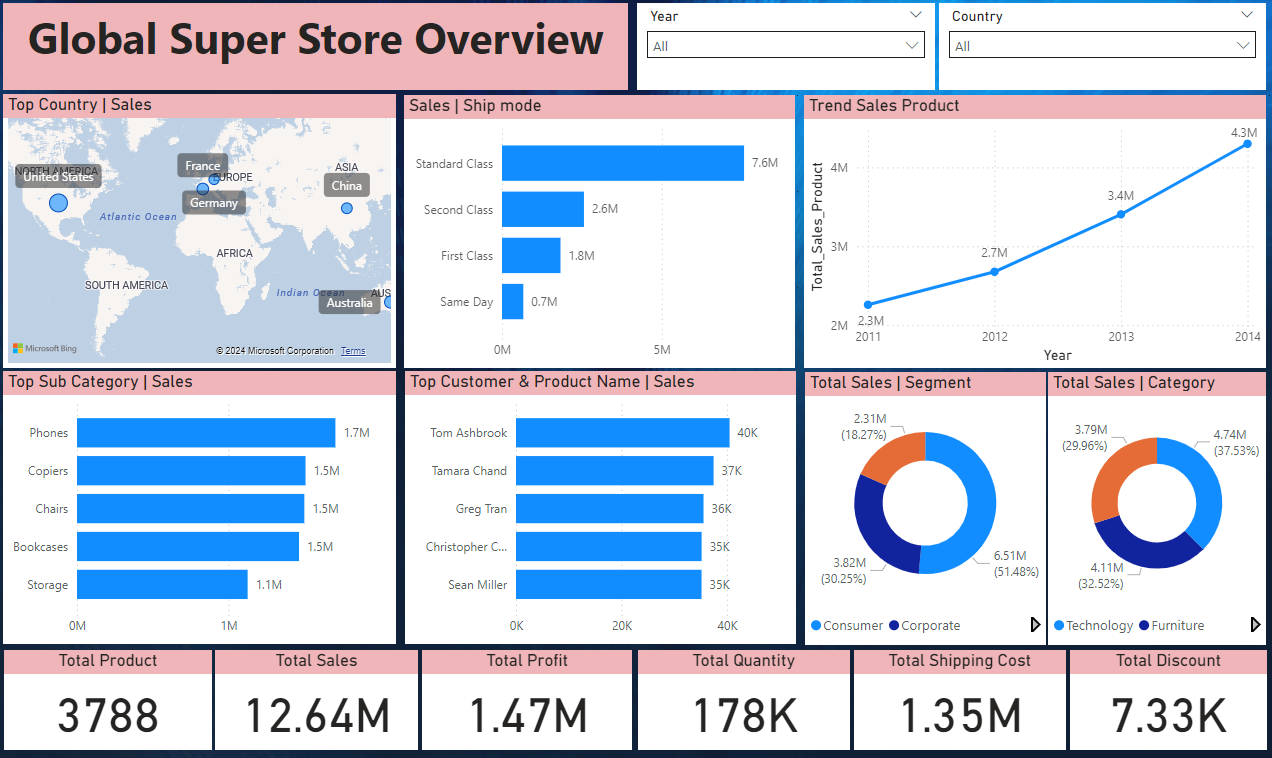 Global Super Store Overview
Year
All
Country
All
Top Country | Sales
NORTH AMERICA
United States
France
EUROPE
Germany
ASIA
China
Atlantic Ocean
AFRICA
SOUTH AMERICA
Indian Ocean
AUS
Australia
Microsoft Bing
© 2024 Microsoft Corporation Terms
Sales | Ship mode
Standard Class 7.6M
Second Class 2.6M
First Class 1.8M
Same Day 0.7M
0M 5M
Trend Sales Product
Total_Sales_Product
4M
3M
2M
2.3M
2.7M
3.4M
4.3M
2011 2012 2013 2014
Year
Top Sub Category | Sales
Phones 1.7M
Copiers 1.5M
Chairs 1.5M
Bookcases 1.5M
Storage 1.1M
0M 1M
Top Customer & Product Name | Sales
Tom Ashbrook 40K
Tamara Chand 37K
Greg Tran 36K
Christopher C... 35K
Sean Miller 35K
0K 20K 40K
Total Sales | Segment
2.31M
(18.27%)
3.82M
(30.25%)
6.51M
(51.48%)
Consumer Corporate
Total Sales | Category
3.79M
(29.96%)
4.74M
(37.53%)
4.11M
(32.52%)
Technology Furniture
Total Product
3788
Total Sales
12.64M
Total Profit
1.47M
Total Quantity
178K
Total Shipping Cost
1.35M
Total Discount
7.33K